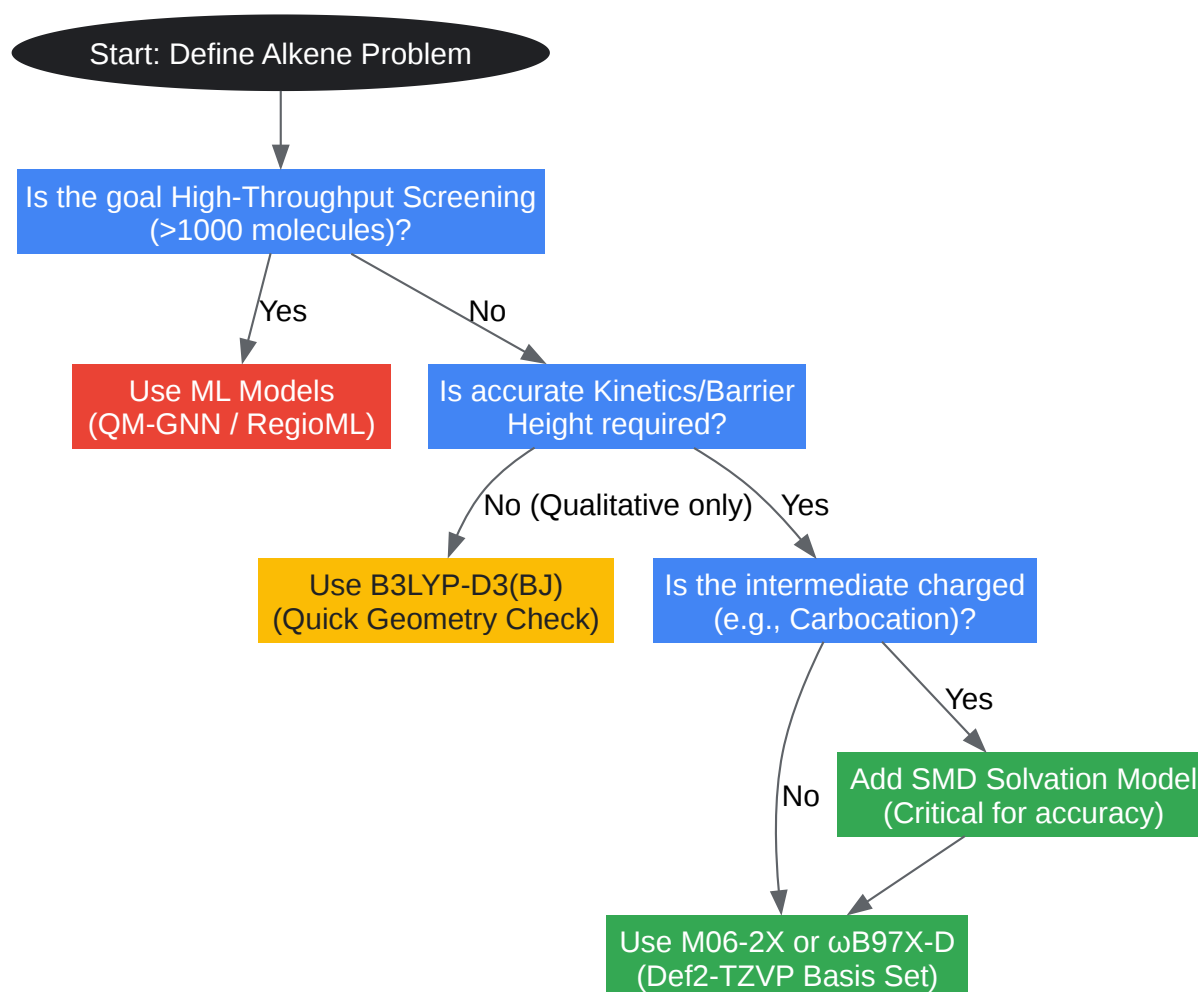 Start: Define Alkene Problem
Is the goal High-Throughput Screening
(>1000 molecules)?
Yes
No
Use ML Models
(QM-GNN / RegioML)
Is accurate Kinetics/Barrier
Height required?
No (Qualitative only)
Yes
Use B3LYP-D3(BJ)
(Quick Geometry Check)
Is the intermediate charged
(e.g., Carbocation)?
Yes
No
Add SMD Solvation Model
(Critical for accuracy)
Use M06-2X or ωB97X-D
(Def2-TZVP Basis Set)